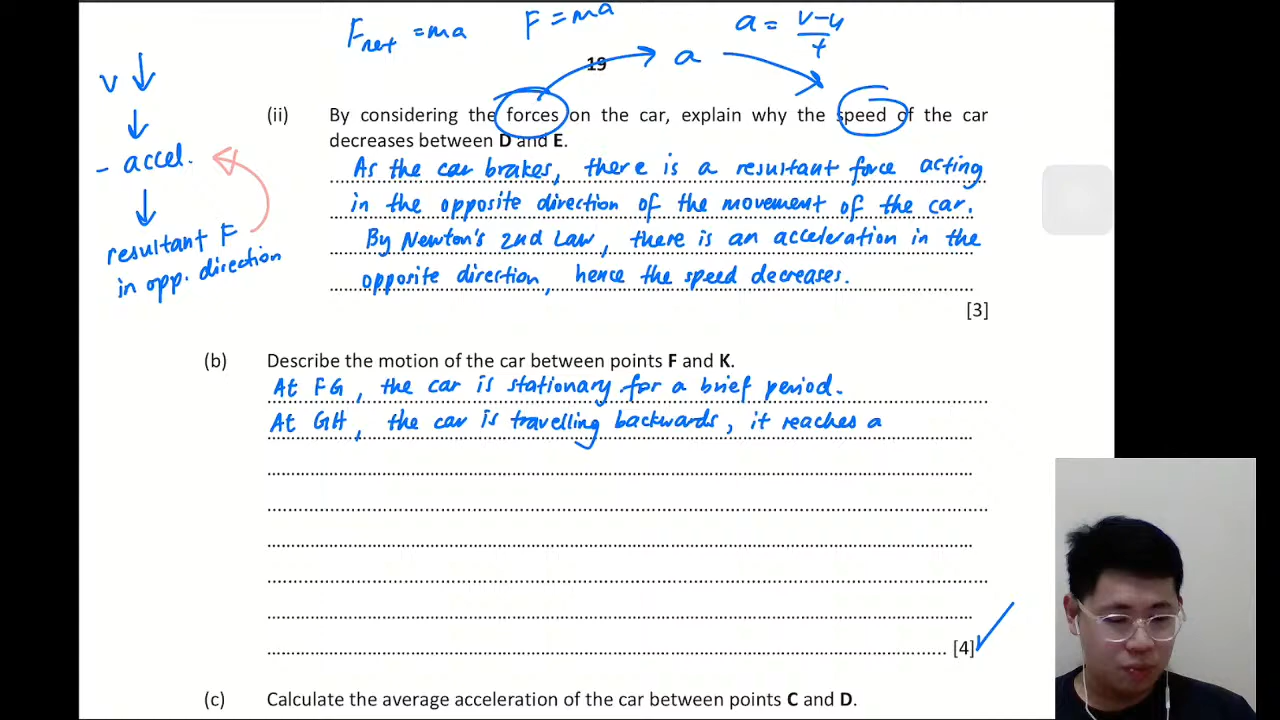 F_net = ma
F = ma
a = v-u/t
v ↓
19
a
(ii) By considering the forces on the car, explain why the speed of the car
decreases between D and E.
↓
- accel.
↓
resultant F
in opp. direction
As the car brakes, there is a resultant force acting
in the opposite direction of the movement of the car.
By Newton's 2nd Law, there is an acceleration in the
opposite direction, hence the speed decreases.
[3]
(b) Describe the motion of the car between points F and K.
At FG, the car is stationary for a brief period.
At GH, the car is travelling backwards, it reaches a
[4]
(c) Calculate the average acceleration of the car between points C and D.